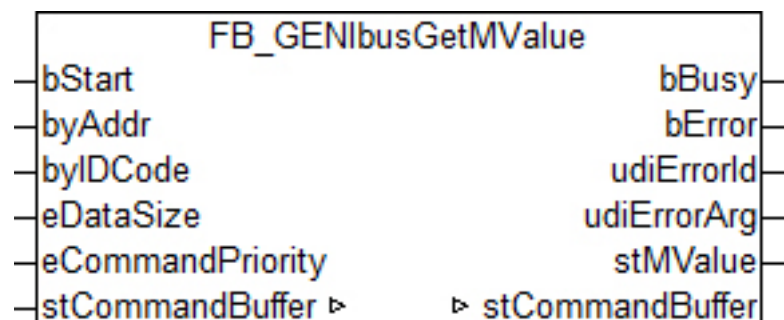 FB_GENIbusGetMValue
bStart bBusy
byAddr bError
byIDCode udiErrorId
eDataSize udiErrorArg
eCommandPriority stMValue
stCommandBuffer stCommandBuffer